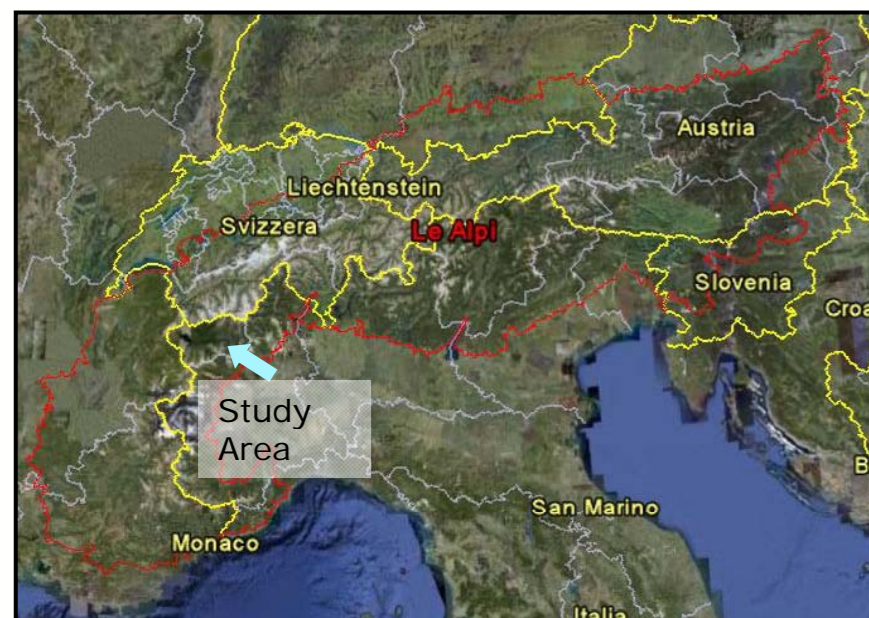 Austria
Liechtenstein
Svizzera
Le Alpi
Slovenia
Croa
Study
Area
B
San Marino
Monaco
Italia